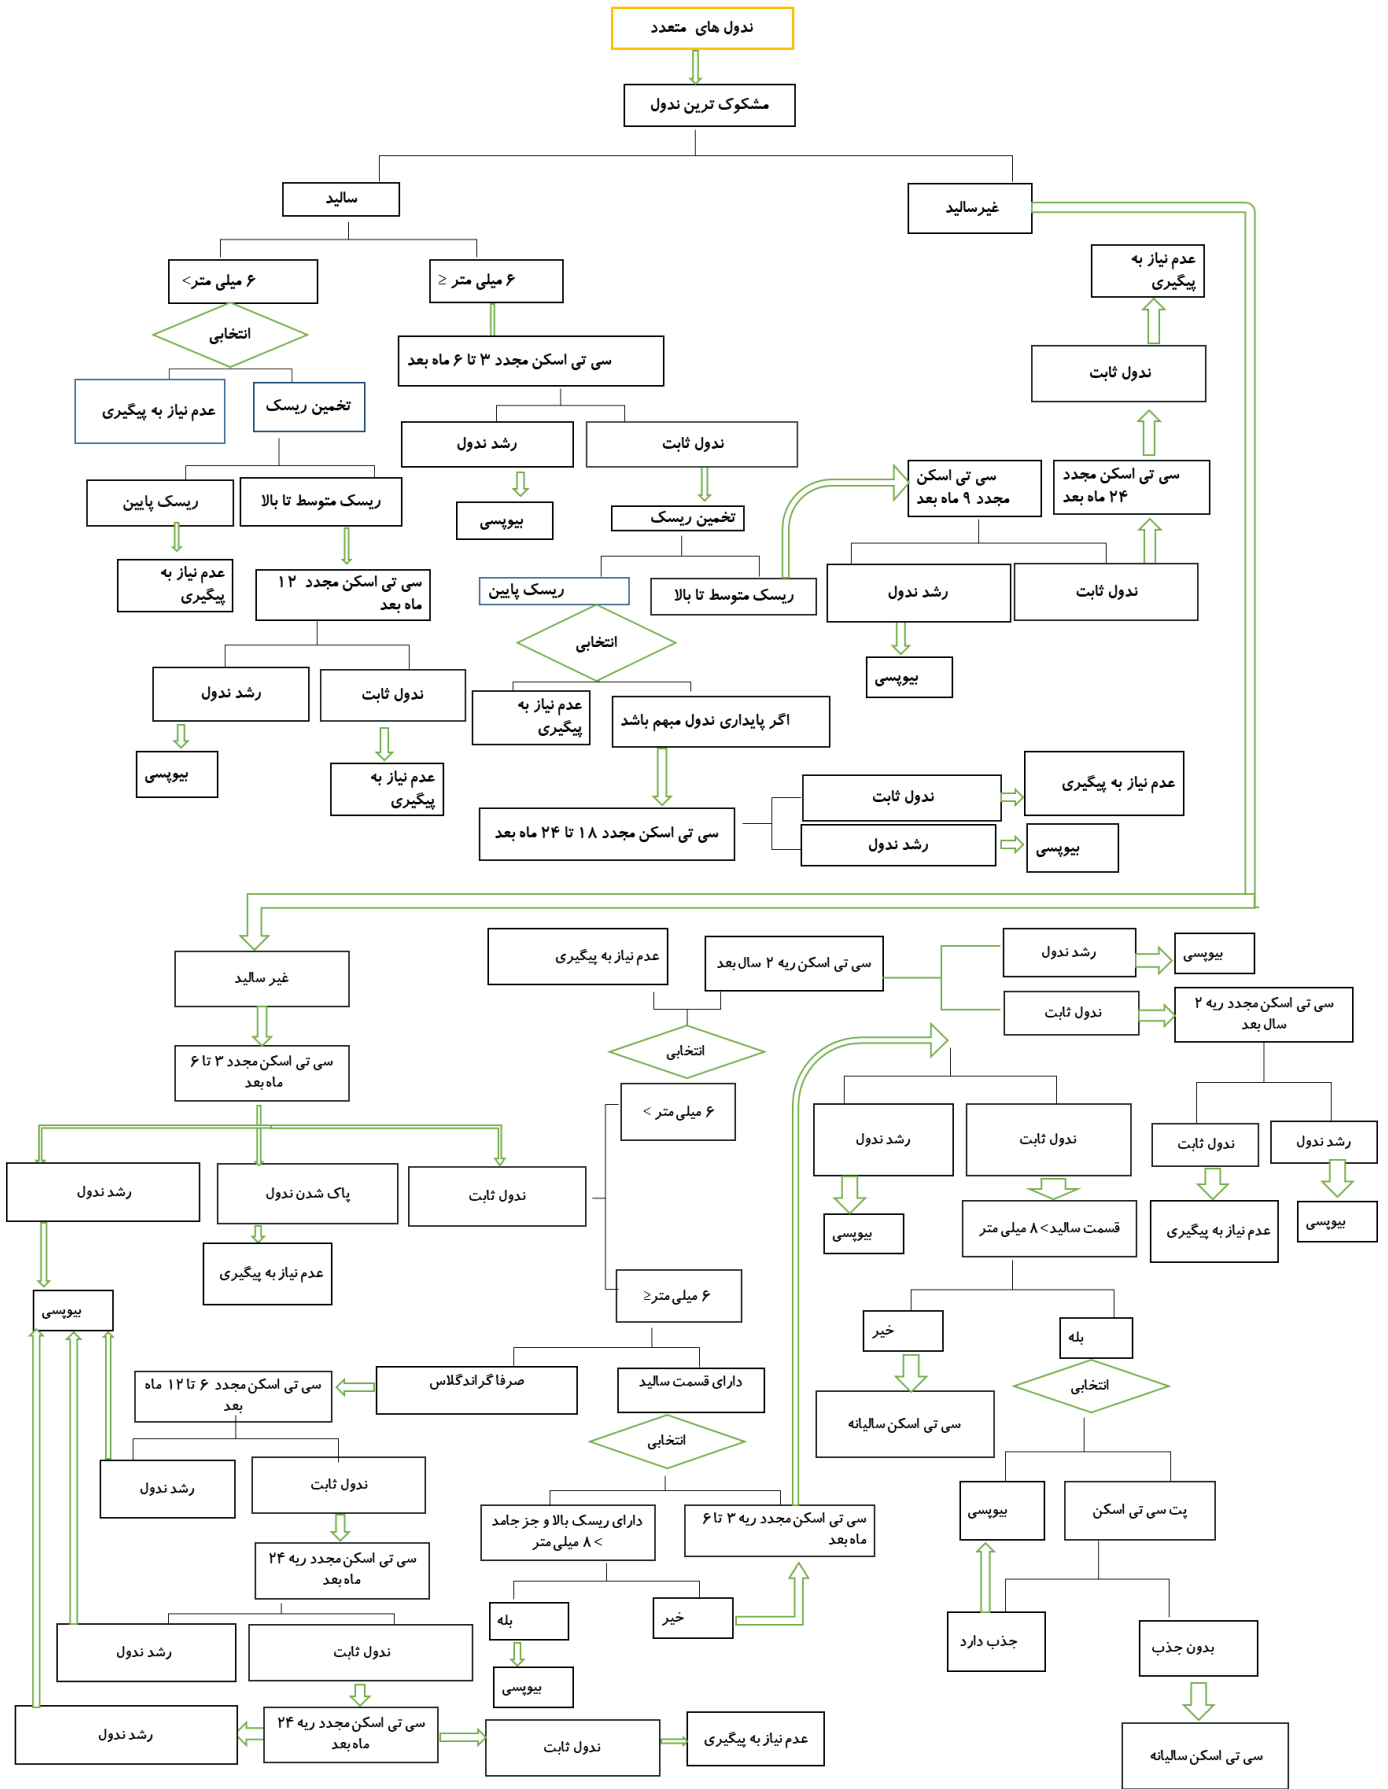 ندول های متعدد
مشکوک ترین ندول
سالید
غیرسالید
۶ میلی متر>
۶ میلی متر ≥
انتخابی
عدم نیاز به پیگیری
تخمین ریسک
ریسک پایین
ریسک متوسط تا بالا
عدم نیاز به
پیگیری
سی تی اسکن مجدد ۱۲
ماه بعد
رشد ندول
ندول ثابت
بیوپسی
عدم نیاز به
پیگیری
سی تی اسکن مجدد ۳ تا ۶ ماه بعد
رشد ندول
ندول ثابت
بیوپسی
تخمین ریسک
ریسک پایین
ریسک متوسط تا بالا
انتخابی
عدم نیاز به
پیگیری
اگر پایداری ندول مبهم باشد
سی تی اسکن مجدد ۱۸ تا ۲۴ ماه بعد
ندول ثابت
عدم نیاز به پیگیری
رشد ندول
بیوپسی
عدم نیاز به
پیگیری
ندول ثابت
سی تی اسکن مجدد
۲۴ ماه بعد
سی تی اسکن
مجدد ۹ ماه بعد
رشد ندول
ندول ثابت
بیوپسی
غیر سالید
سی تی اسکن مجدد ۳ تا ۶
ماه بعد
رشد ندول
پاک شدن ندول
ندول ثابت
عدم نیاز به پیگیری
بیوپسی
عدم نیاز به پیگیری
سی تی اسکن ریه ۲ سال بعد
انتخابی
۶ میلی متر >
۶ میلی متر≥
رشد ندول
بیوپسی
ندول ثابت
سی تی اسکن مجدد ریه ۲
سال بعد
ندول ثابت
رشد ندول
عدم نیاز به پیگیری
بیوپسی
صرفا گراندگلاس
دارای قسمت سالید
سی تی اسکن مجدد ۶ تا ۱۲ ماه
بعد
رشد ندول
ندول ثابت
سی تی اسکن مجدد ریه ۲۴
ماه بعد
رشد ندول
ندول ثابت
سی تی اسکن مجدد ریه ۲۴
ماه بعد
رشد ندول
ندول ثابت
عدم نیاز به پیگیری
انتخابی
دارای ریسک بالا و جز جامد
> ۸ میلی متر
سی تی اسکن مجدد ریه ۳ تا ۶
ماه بعد
بله
خیر
بیوپسی
رشد ندول
ندول ثابت
بیوپسی
قسمت سالید> ۸ میلی متر
خیر
بله
سی تی اسکن سالیانه
انتخابی
بیوپسی
پت سی تی اسکن
جذب دارد
بدون جذب
سی تی اسکن سالیانه